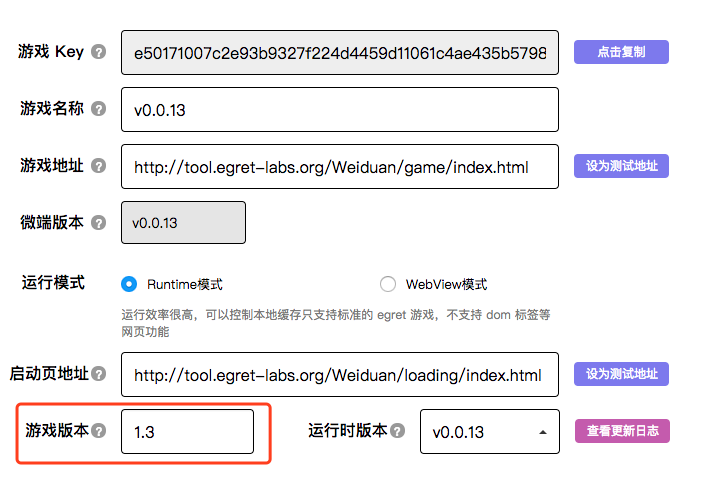 游戏 Key ? e50171007c2e93b9327f224d4459d11061c4ae435b5798 点击复制
游戏名称 ? v0.0.13
游戏地址 ? http://tool.egret-labs.org/Weiduan/game/index.html 设为测试地址
微端版本 ? v0.0.13
运行模式 Runtime模式 WebView模式
运行效率很高，可以控制本地缓存只支持标准的 egret 游戏，不支持 dom 标签等
网页功能
启动页地址 ? http://tool.egret-labs.org/Weiduan/loading/index.html 设为测试地址
游戏版本 ? 1.3 运行时版本 ? v0.0.13 查看更新日志